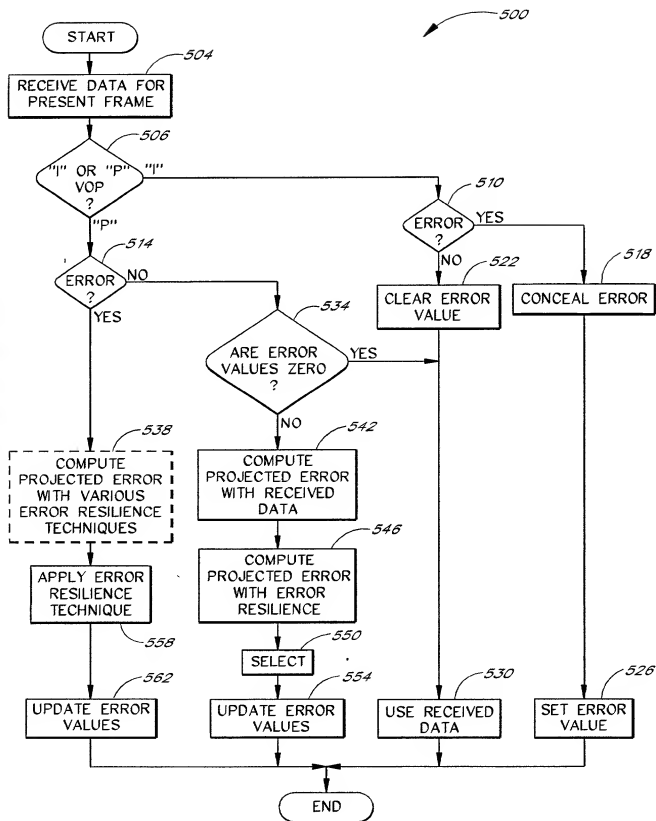 500
START
504
RECEIVE DATA FOR
PRESENT FRAME
506
"I" OR "P"
VOP
?
"I"
"P"
510
ERROR
?
YES
NO
514
ERROR
?
NO
YES
522
CLEAR ERROR
VALUE
518
CONCEAL ERROR
534
ARE ERROR
VALUES ZERO
?
YES
NO
538
COMPUTE
PROJECTED ERROR
WITH VARIOUS
ERROR RESILIENCE
TECHNIQUES
542
COMPUTE
PROJECTED ERROR
WITH RECEIVED
DATA
546
COMPUTE
PROJECTED ERROR
WITH ERROR
RESILIENCE
APPLY ERROR
RESILIENCE
TECHNIQUE
558
550
SELECT
562
UPDATE ERROR
VALUES
554
UPDATE ERROR
VALUES
530
USE RECEIVED
DATA
526
SET ERROR
VALUE
END